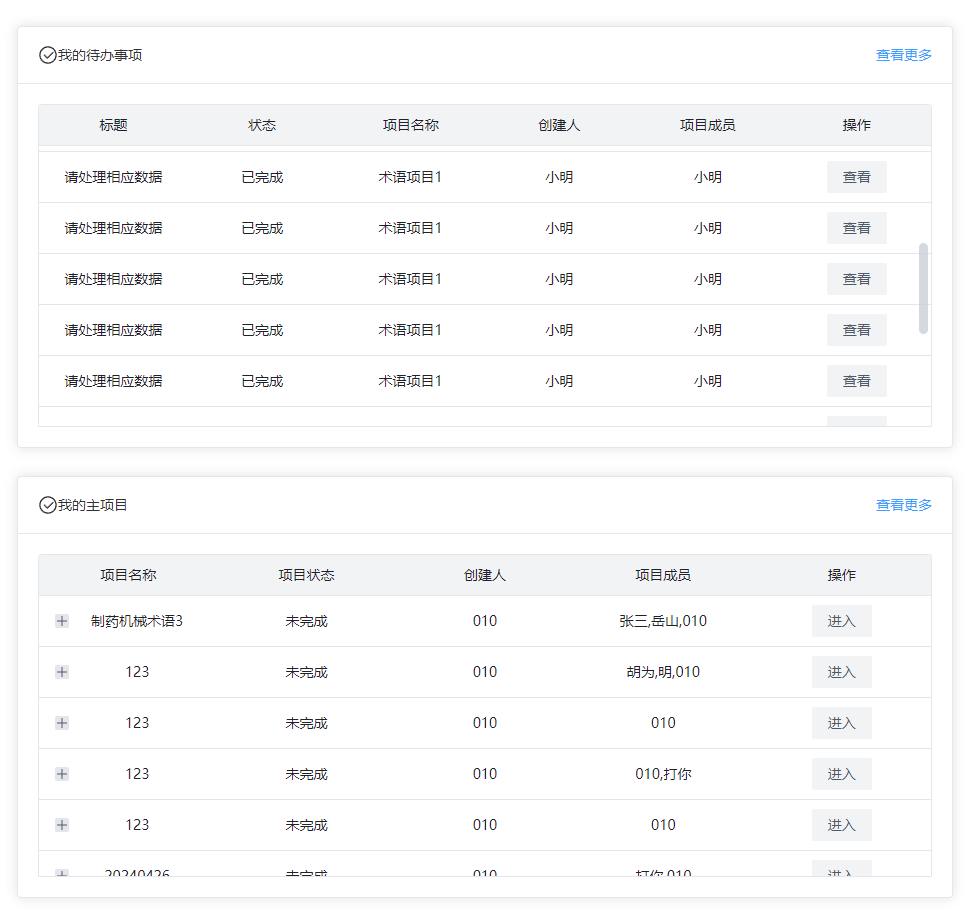 我的待办事项 查看更多
标题 状态 项目名称 创建人 项目成员 操作
请处理相应数据 已完成 术语项目1 小明 小明 查看
请处理相应数据 已完成 术语项目1 小明 小明 查看
请处理相应数据 已完成 术语项目1 小明 小明 查看
请处理相应数据 已完成 术语项目1 小明 小明 查看
请处理相应数据 已完成 术语项目1 小明 小明 查看
我的主项目 查看更多
项目名称 项目状态 创建人 项目成员 操作
制药机械术语3 未完成 010 张三,岳山,010 进入
123 未完成 010 胡为,明,010 进入
123 未完成 010 010 进入
123 未完成 010 010,打你 进入
123 未完成 010 010 进入
20240426 未完成 010 打你,010 进入